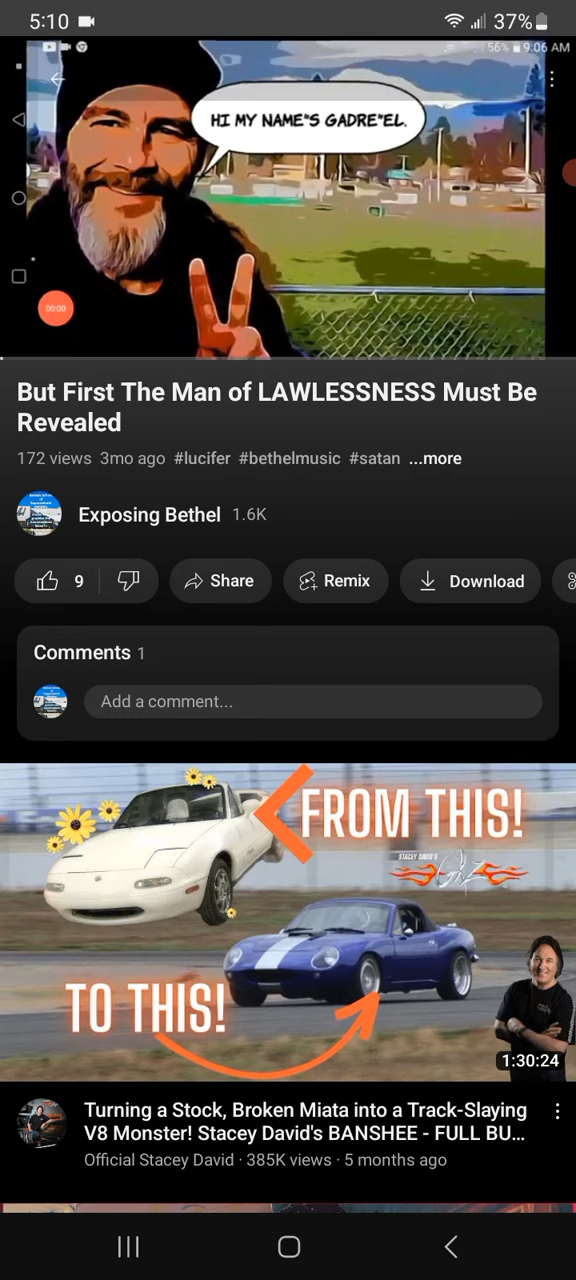 5:10
37%
56% 9:06 AM
HI MY NAME"S GADRE"EL.
00:00
But First The Man of LAWLESSNESS Must Be
Revealed
172 views 3mo ago #lucifer #bethelmusic #satan ...more
Exposing Bethel 1.6K
9
Share
Remix
Download
Comments 1
Add a comment...
FROM THIS!
STACEY DAVID'S
TO THIS!
1:30:24
Turning a Stock, Broken Miata into a Track-Slaying
V8 Monster! Stacey David's BANSHEE - FULL BU...
Official Stacey David · 385K views · 5 months ago